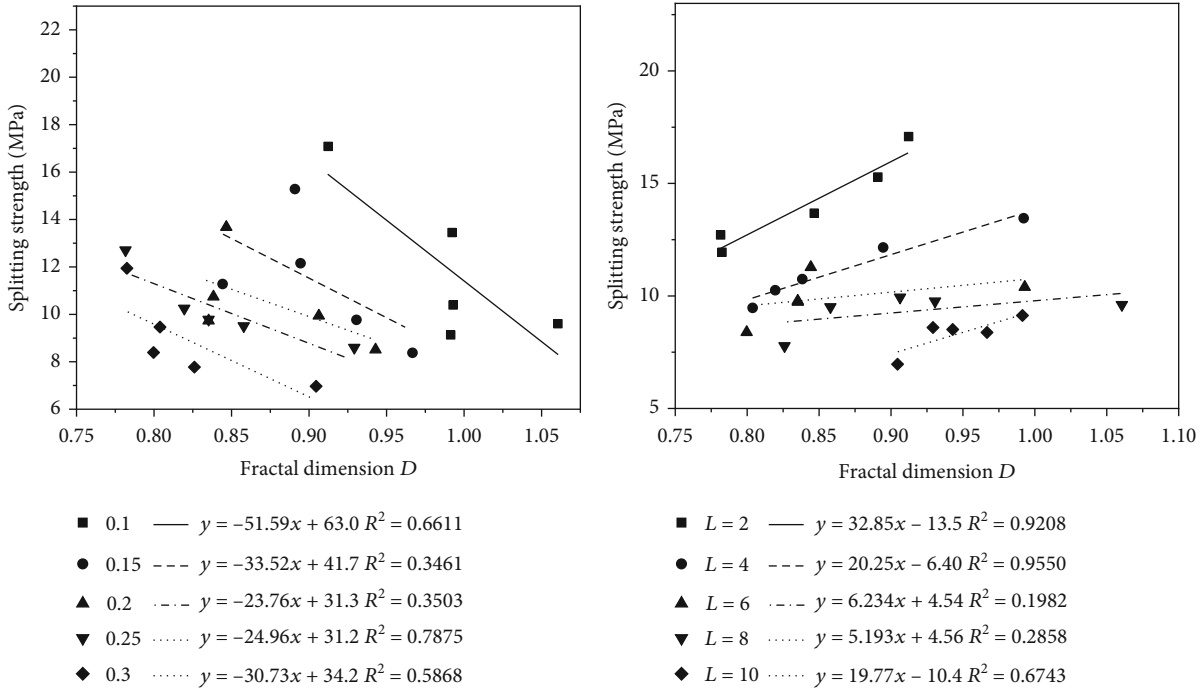 22
20
18
16
14
12
10
8
6
Splitting strength (MPa)
0.75 0.80 0.85 0.90 0.95 1.00 1.05
Fractal dimension D
0.1 y = –51.59x + 63.0 R² = 0.6611
0.15 y = –33.52x + 41.7 R² = 0.3461
0.2 y = –23.76x + 31.3 R² = 0.3503
0.25 y = –24.96x + 31.2 R² = 0.7875
0.3 y = –30.73x + 34.2 R² = 0.5868
20
15
10
5
Splitting strength (MPa)
0.75 0.80 0.85 0.90 0.95 1.00 1.05 1.10
Fractal dimension D
L = 2 y = 32.85x – 13.5 R² = 0.9208
L = 4 y = 20.25x – 6.40 R² = 0.9550
L = 6 y = 6.234x + 4.54 R² = 0.1982
L = 8 y = 5.193x + 4.56 R² = 0.2858
L = 10 y = 19.77x – 10.4 R² = 0.6743